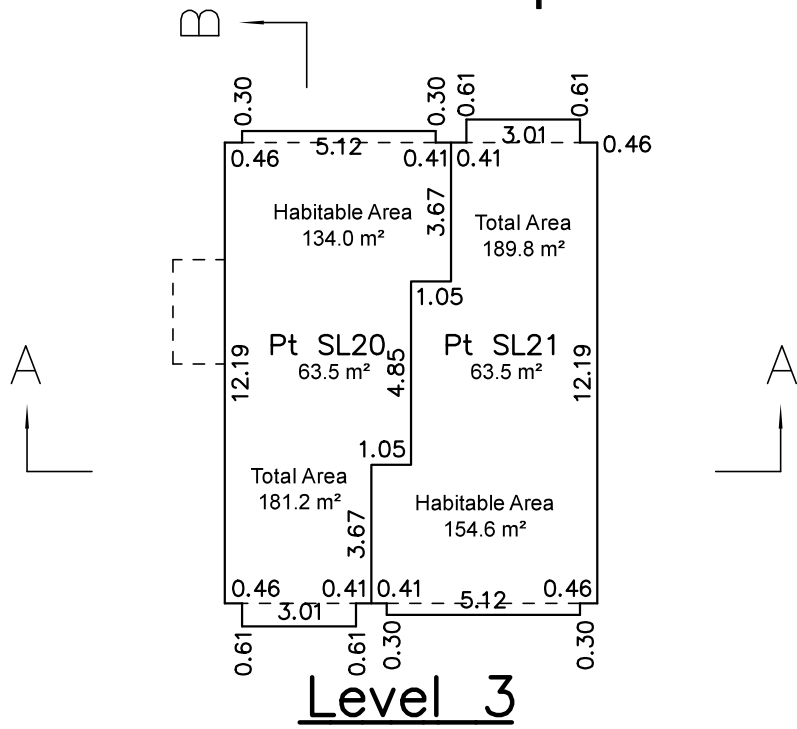 B
0.30
0.30
0.61
0.61
5.12
3.01
0.46
0.46
0.41
0.41
3.67
Habitable Area
134.0 m²
Total Area
189.8 m²
1.05
A
A
12.19
Pt SL20
63.5 m²
4.85
Pt SL21
63.5 m²
12.19
1.05
Total Area
181.2 m²
3.67
Habitable Area
154.6 m²
0.46
0.41
0.41
0.46
3.01
5.12
0.61
0.61
0.30
0.30
Level 3